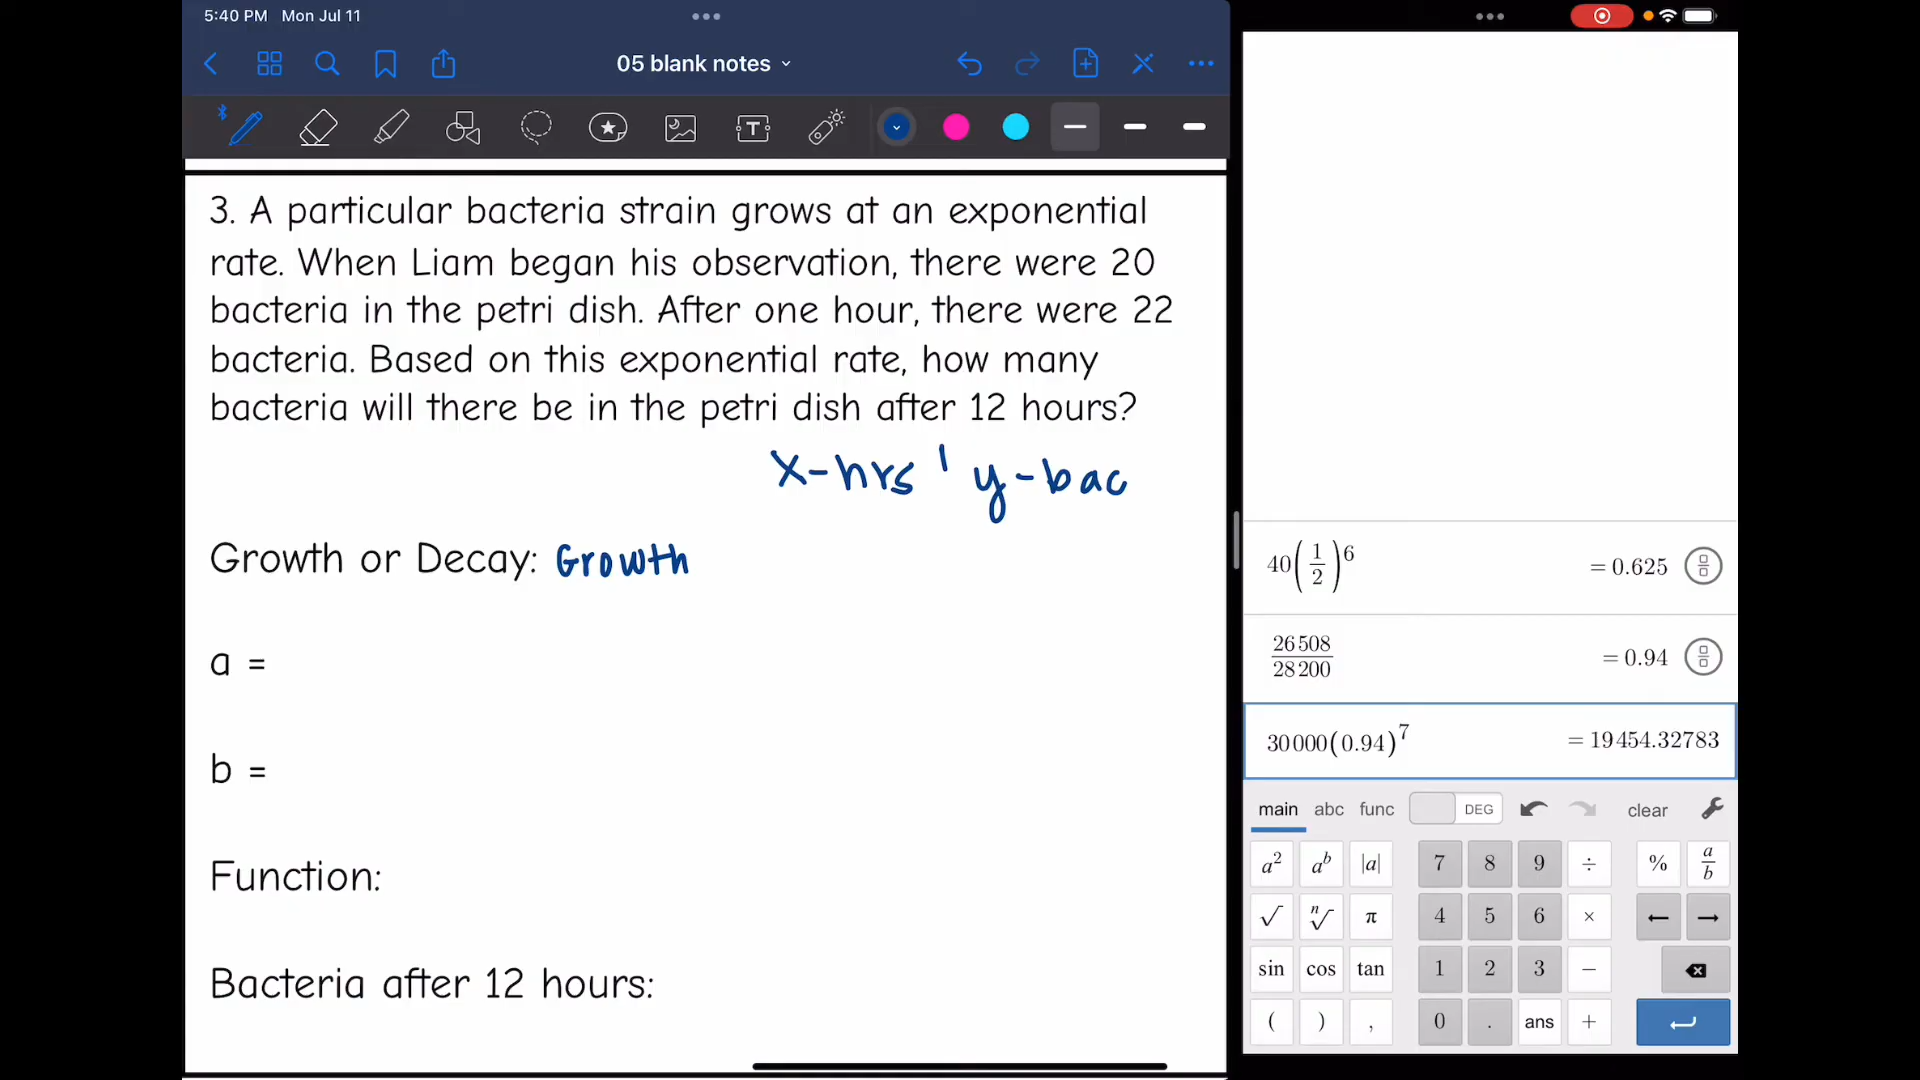 5:40 PM Mon Jul 11
05 blank notes
3. A particular bacteria strain grows at an exponential
rate. When Liam began his observation, there were 20
bacteria in the petri dish. After one hour, there were 22
bacteria. Based on this exponential rate, how many
bacteria will there be in the petri dish after 12 hours?
x-hrs ' y-bac
Growth or Decay: Growth
a =
b =
Function:
Bacteria after 12 hours:
40(1/2)^6 = 0.625
26508/28200 = 0.94
30000(0.94)^7 = 19454.32783
main abc func DEG clear
a² a^b |a| 7 8 9 ÷ % a/b
√ ⁿ√ π 4 5 6 × ← →
sin cos tan 1 2 3 −
( ) , 0 . ans +